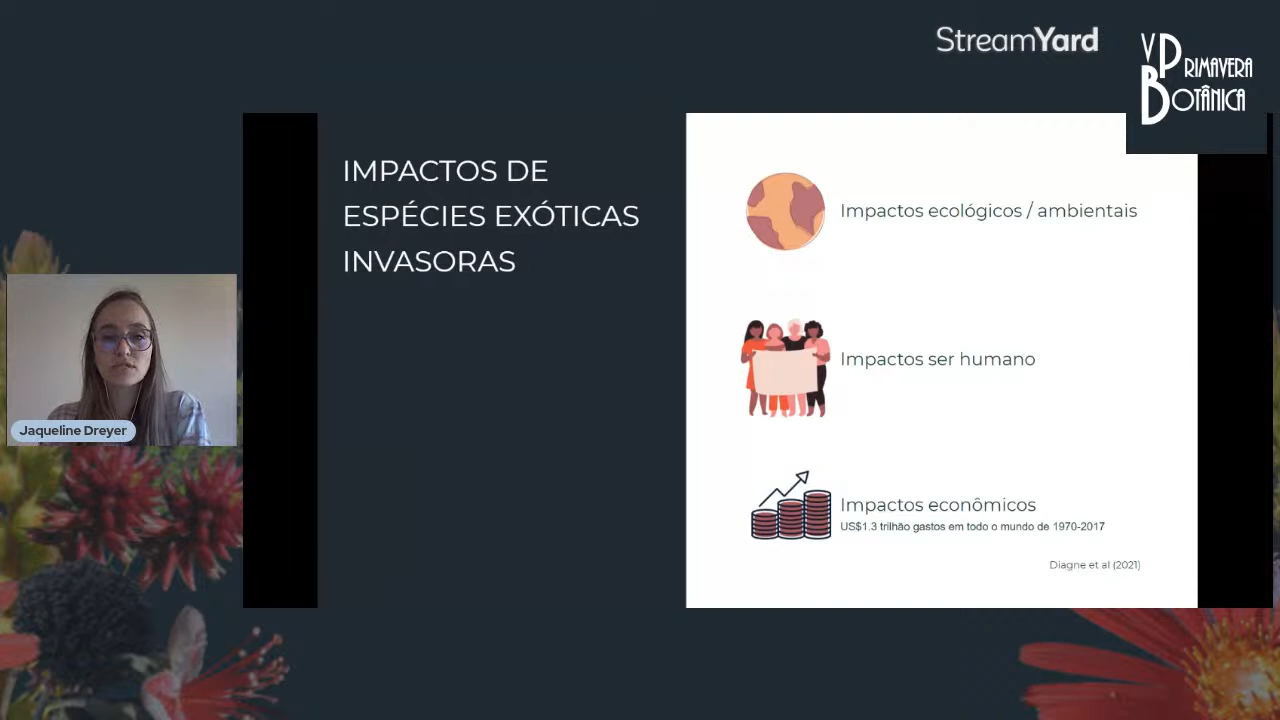 StreamYard
V PRIMAVERA
BOTÂNICA
IMPACTOS DE
ESPÉCIES EXÓTICAS
INVASORAS
Impactos ecológicos / ambientais
Impactos ser humano
Impactos econômicos
US$1.3 trilhão gastos em todo o mundo de 1970-2017
Diagne et al (2021)
Jaqueline Dreyer